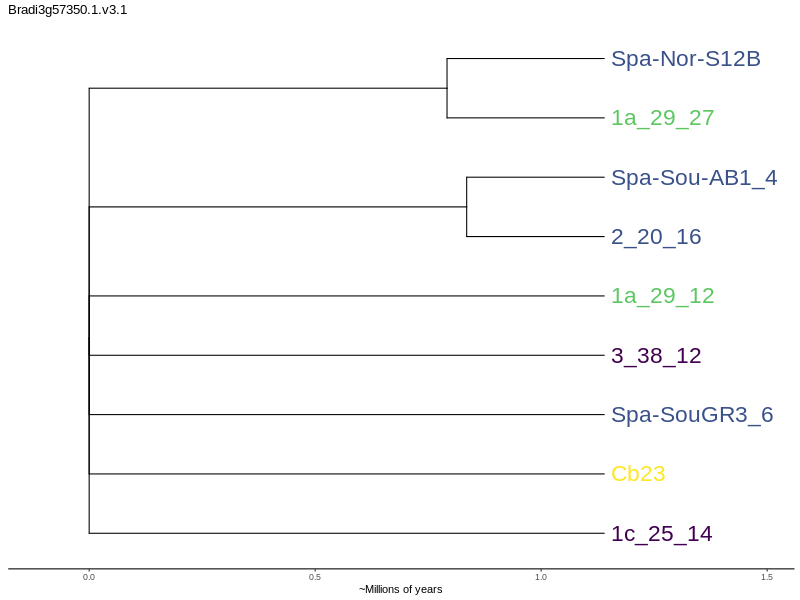 Bradi3g57350.1.v3.1
Spa-Nor-S12B
1a_29_27
Spa-Sou-AB1_4
2_20_16
1a_29_12
3_38_12
Spa-SouGR3_6
Cb23
1c_25_14
0.0 0.5 1.0 1.5
~Millions of years